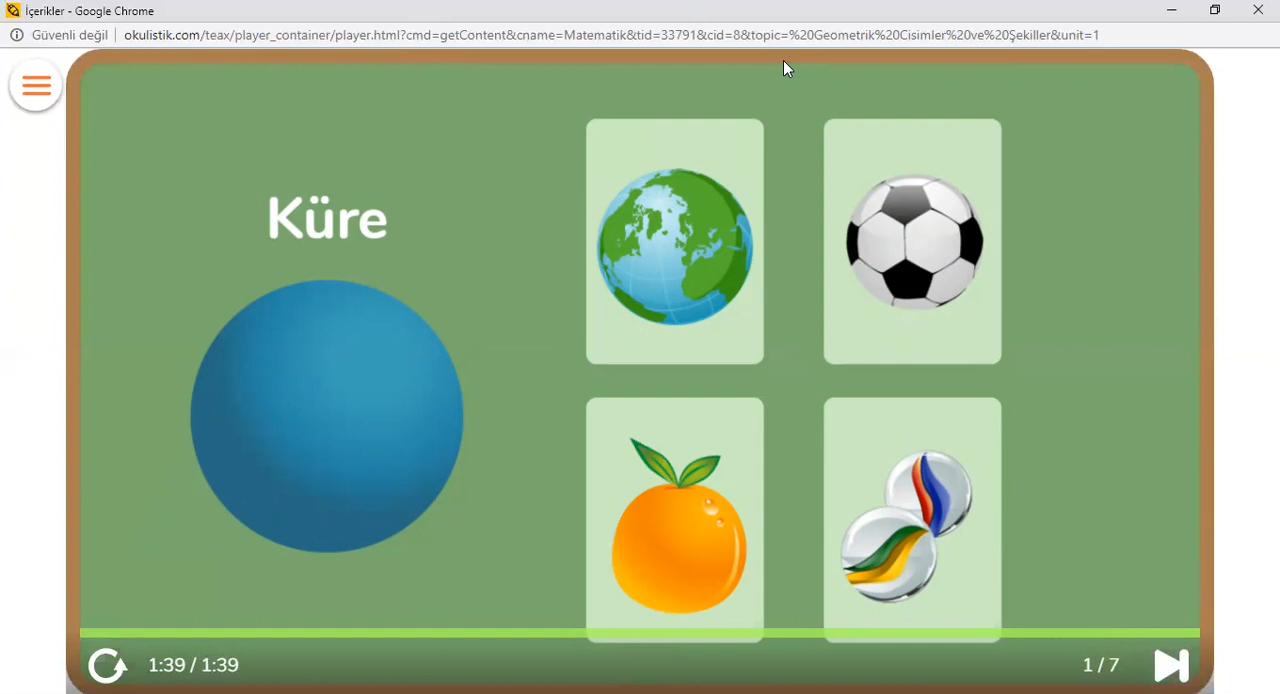 İçerikler - Google Chrome
Güvenli değil
okulistik.com/teax/player_container/player.html?cmd=getContent&cname=Matematik&tid=33791&cid=8&topic=%20Geometrik%20Cisimler%20ve%20Şekiller&unit=1
Küre
1:39 / 1:39
1 / 7